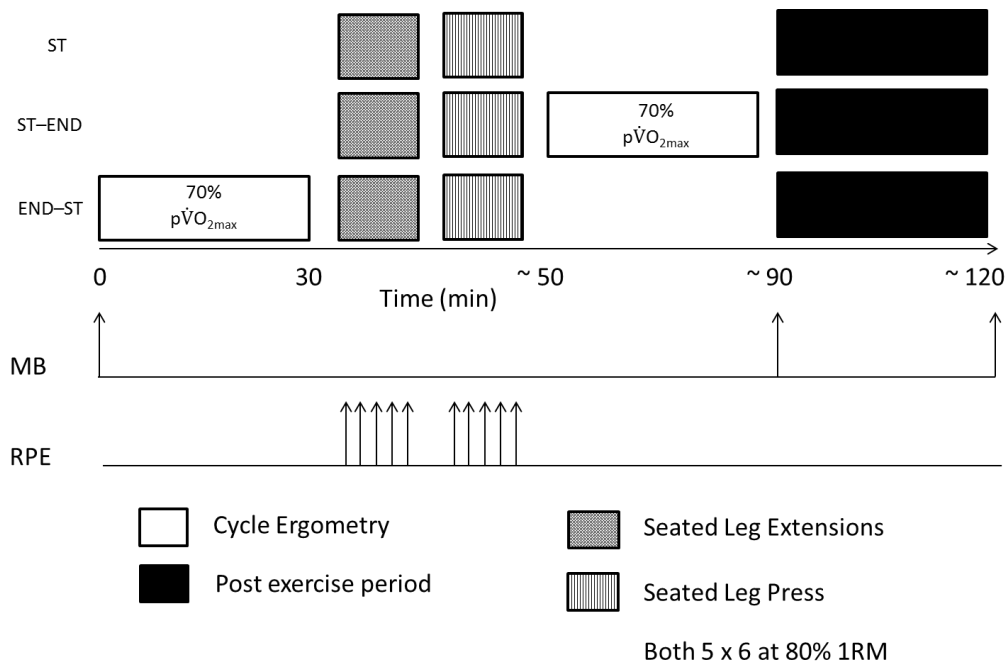 ST
ST–END
70%
pV̇O₂max
END–ST
70%
pV̇O₂max
0
30
~ 50
~ 90
~ 120
Time (min)
MB
RPE
Cycle Ergometry
Seated Leg Extensions
Post exercise period
Seated Leg Press
Both 5 x 6 at 80% 1RM